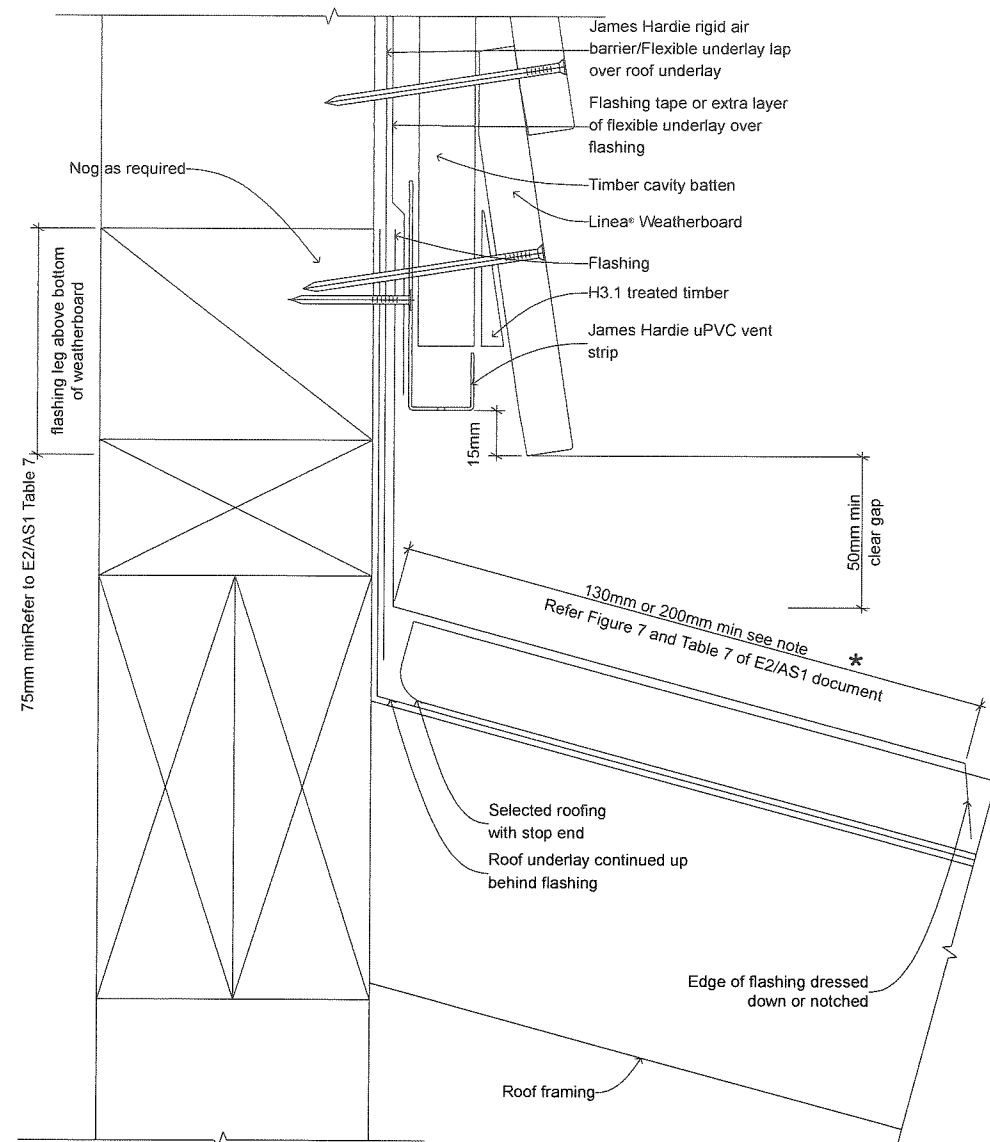 James Hardie rigid air
barrier/Flexible underlay lap
over roof underlay
Flashing tape or extra layer
of flexible underlay over
flashing
Nog as required
Timber cavity batten
Linea® Weatherboard
Flashing
H3.1 treated timber
James Hardie uPVC vent
strip
flashing leg above bottom
of weatherboard
75mm minRefer to E2/AS1 Table 7
15mm
50mm min
clear gap
130mm or 200mm min see note
Refer Figure 7 and Table 7 of E2/AS1 document
*
Selected roofing
with stop end
Roof underlay continued up
behind flashing
Edge of flashing dressed
down or notched
Roof framing